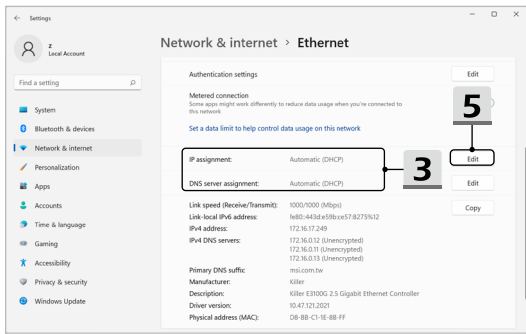 Settings
Z
Local Account
Find a setting
System
Bluetooth & devices
Network & internet
Personalization
Apps
Accounts
Time & language
Gaming
Accessibility
Privacy & security
Windows Update
Network & internet > Ethernet
Authentication settings Edit
Metered connection
Some apps might work differently to reduce data usage when you're connected to
this network
5
Set a data limit to help control data usage on this network
IP assignment: Automatic (DHCP) Edit
3
DNS server assignment: Automatic (DHCP) Edit
Link speed (Receive/Transmit): 1000/1000 (Mbps) Copy
Link-local IPv6 address: fe80::443d:e59b:ce57:8275%12
IPv4 address: 172.16.17.249
IPv4 DNS servers: 172.16.0.12 (Unencrypted)
172.16.0.11 (Unencrypted)
172.16.0.13 (Unencrypted)
Primary DNS suffix: msi.com.tw
Manufacturer: Killer
Description: Killer E3100G 2.5 Gigabit Ethernet Controller
Driver version: 10.47.121.2021
Physical address (MAC): D8-BB-C1-1E-8B-FF